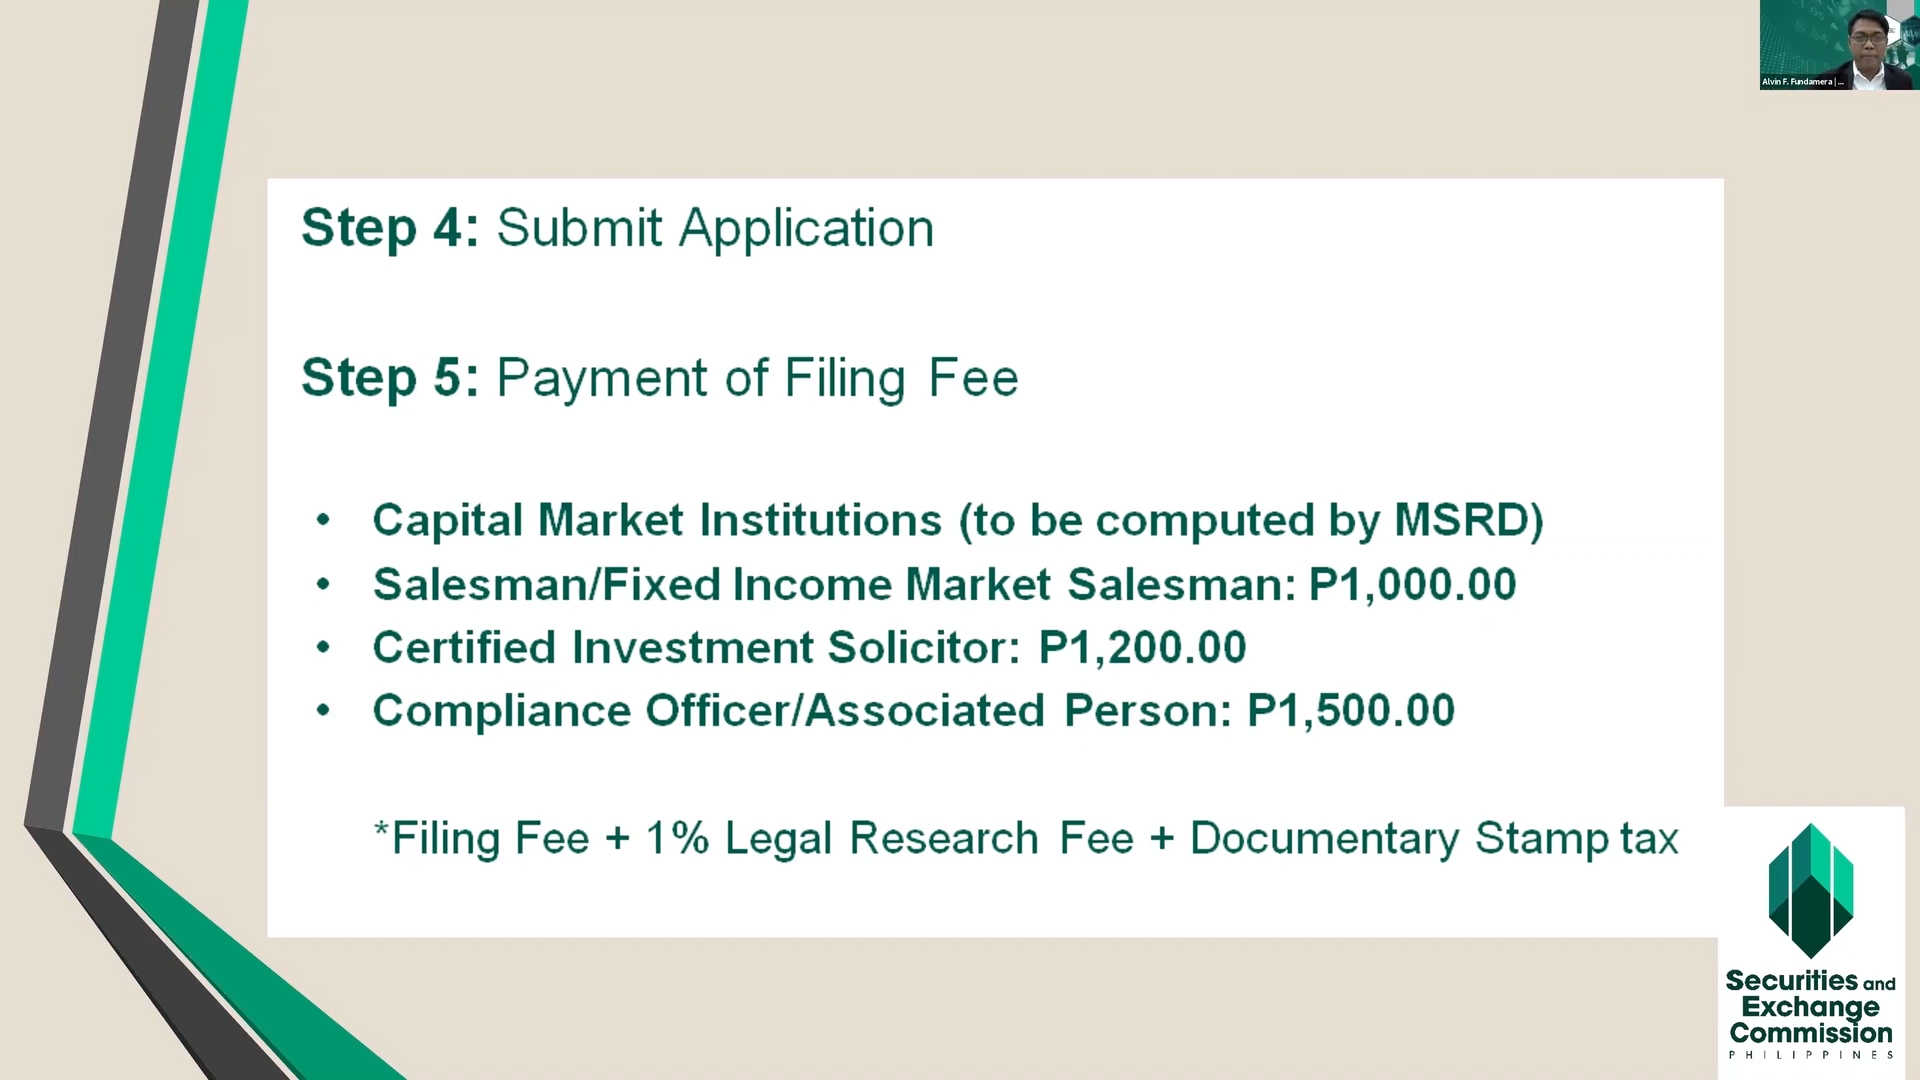 Alvin F. Fundamera | ...
Step 4: Submit Application
Step 5: Payment of Filing Fee
• Capital Market Institutions (to be computed by MSRD)
• Salesman/Fixed Income Market Salesman: P1,000.00
• Certified Investment Solicitor: P1,200.00
• Compliance Officer/Associated Person: P1,500.00
*Filing Fee + 1% Legal Research Fee + Documentary Stamp tax
Securities and
Exchange
Commission
PHILIPPINES